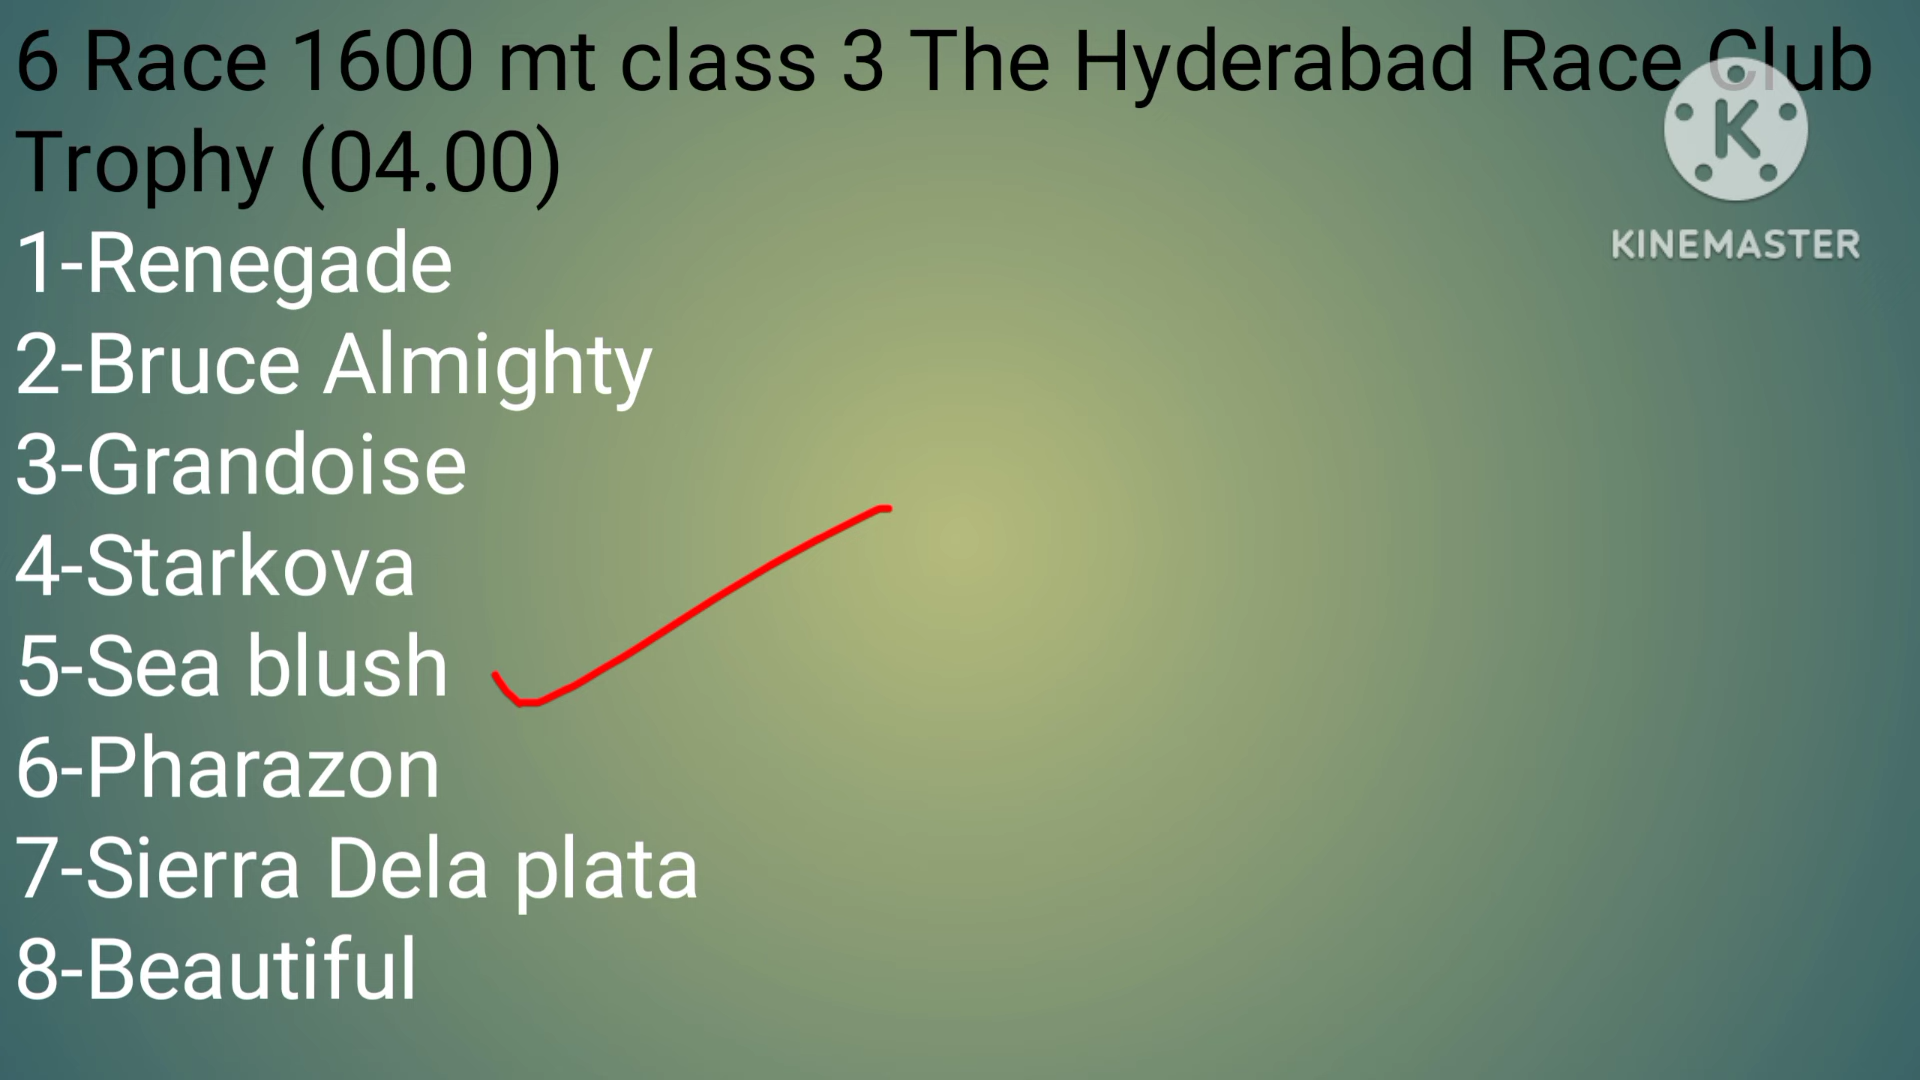 6 Race 1600 mt class 3 The Hyderabad Race Club
Trophy (04.00)
1-Renegade
2-Bruce Almighty
3-Grandoise
4-Starkova
5-Sea blush
6-Pharazon
7-Sierra Dela plata
8-Beautiful
K
KINEMASTER